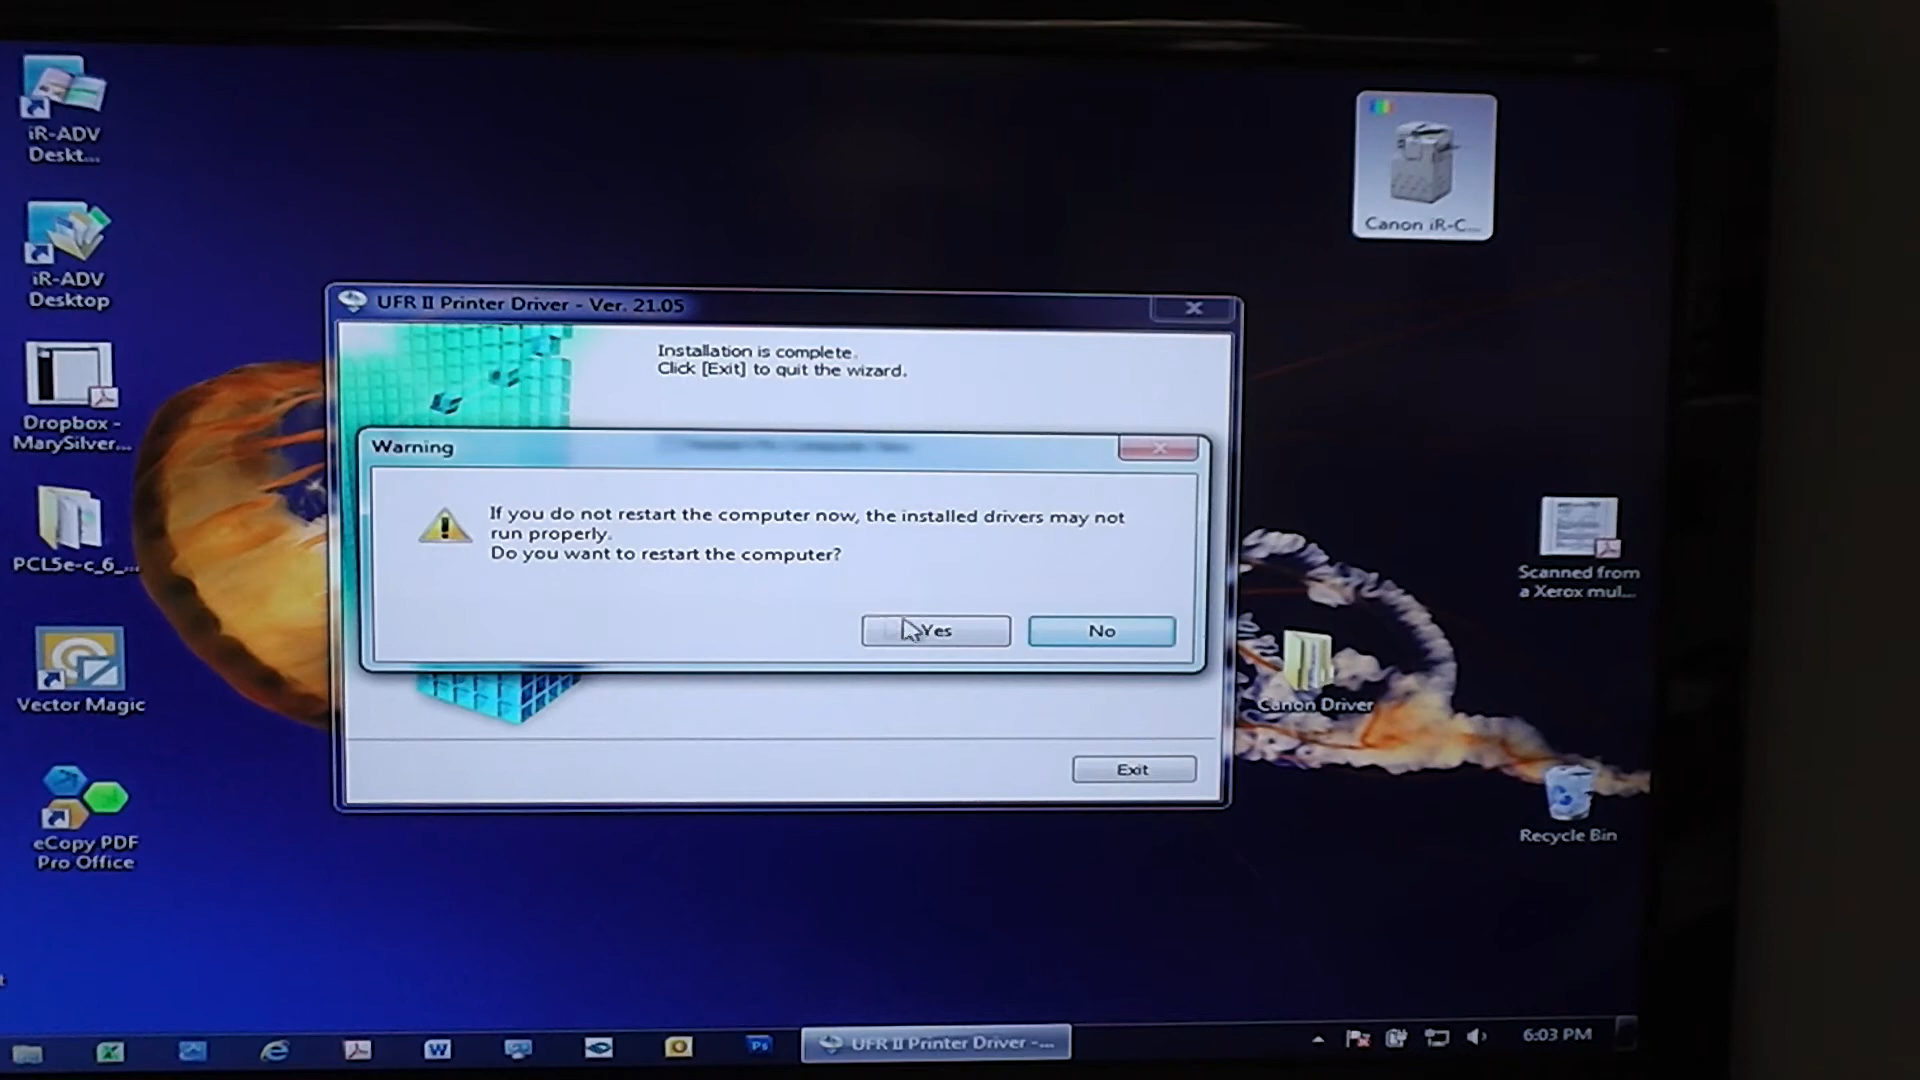 iR-ADV
Deskt...
iR-ADV
Desktop
Dropbox -
MarySilver...
PCL5e-c_6_...
Vector Magic
eCopy PDF
Pro Office
Canon iR-C...
UFR II Printer Driver - Ver. 21.05
Installation is complete.
Click [Exit] to quit the wizard.
Warning
If you do not restart the computer now, the installed drivers may not
run properly.
Do you want to restart the computer?
Yes
No
Exit
Scanned from
a Xerox mul...
Canon Driver
Recycle Bin
W
Ps
UFR II Printer Driver -...
6:03 PM